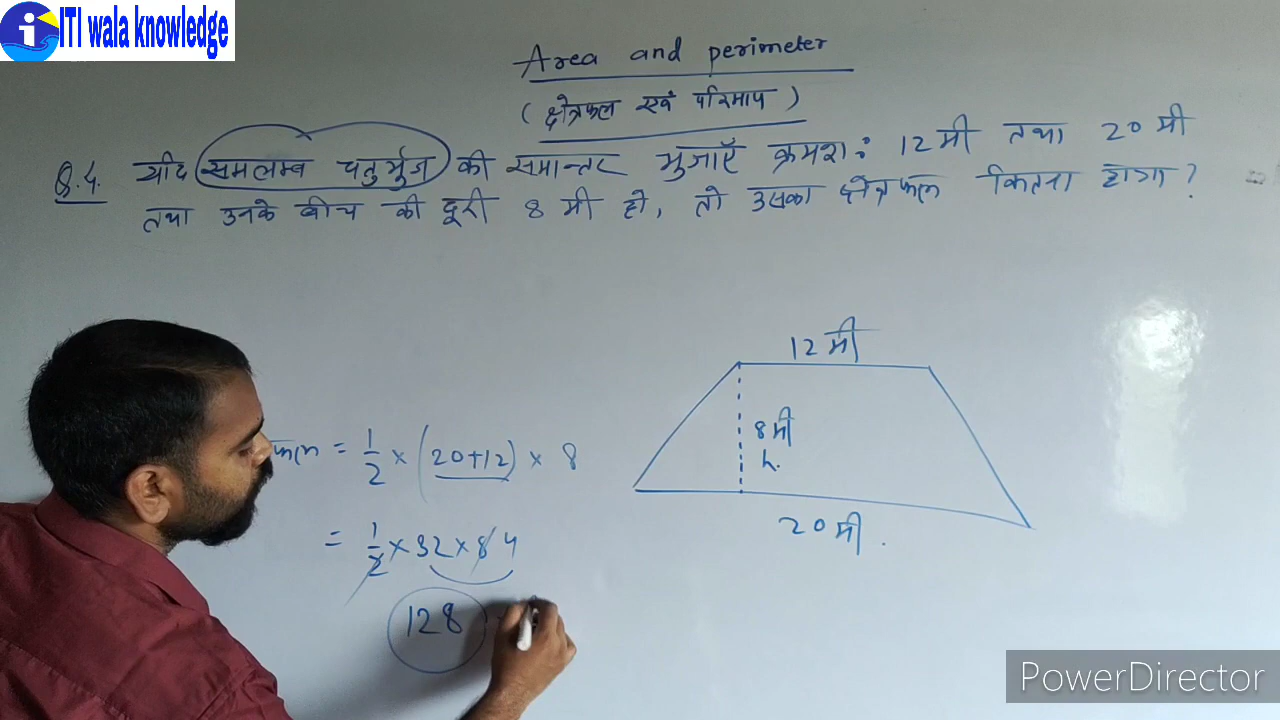 ITI wala knowledge
Area and perimeter
(क्षेत्रफल एवं परिमाप)
Q.4. यदि समलम्ब चतुर्भुज की समान्तर भुजाएँ क्रमश: 12 मी तथा 20 मी
तथा उनके बीच की दूरी 8 मी हो, तो उसका क्षेत्रफल कितना होगा?
12 मी
8 मी
h.
20 मी.
फल = 1/2 × (20+12) × 8
= 1/2 × 32 × 8 4
128
PowerDirector